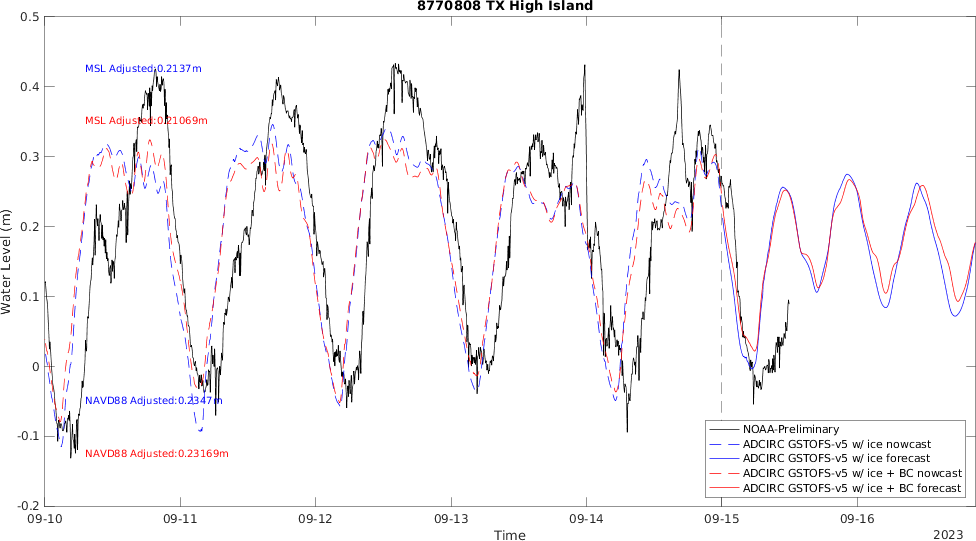 8770808 TX High Island
0.5
0.4
0.3
0.2
0.1
0
-0.1
-0.2
Water Level (m)
MSL Adjusted:0.2137m
MSL Adjusted:0.21069m
NAVD88 Adjusted:0.2347m
NAVD88 Adjusted:0.23169m
NOAA-Preliminary
ADCIRC GSTOFS-v5 w/ ice nowcast
ADCIRC GSTOFS-v5 w/ ice forecast
ADCIRC GSTOFS-v5 w/ ice + BC nowcast
ADCIRC GSTOFS-v5 w/ ice + BC forecast
09-10 09-11 09-12 09-13 09-14 09-15 09-16
Time
2023